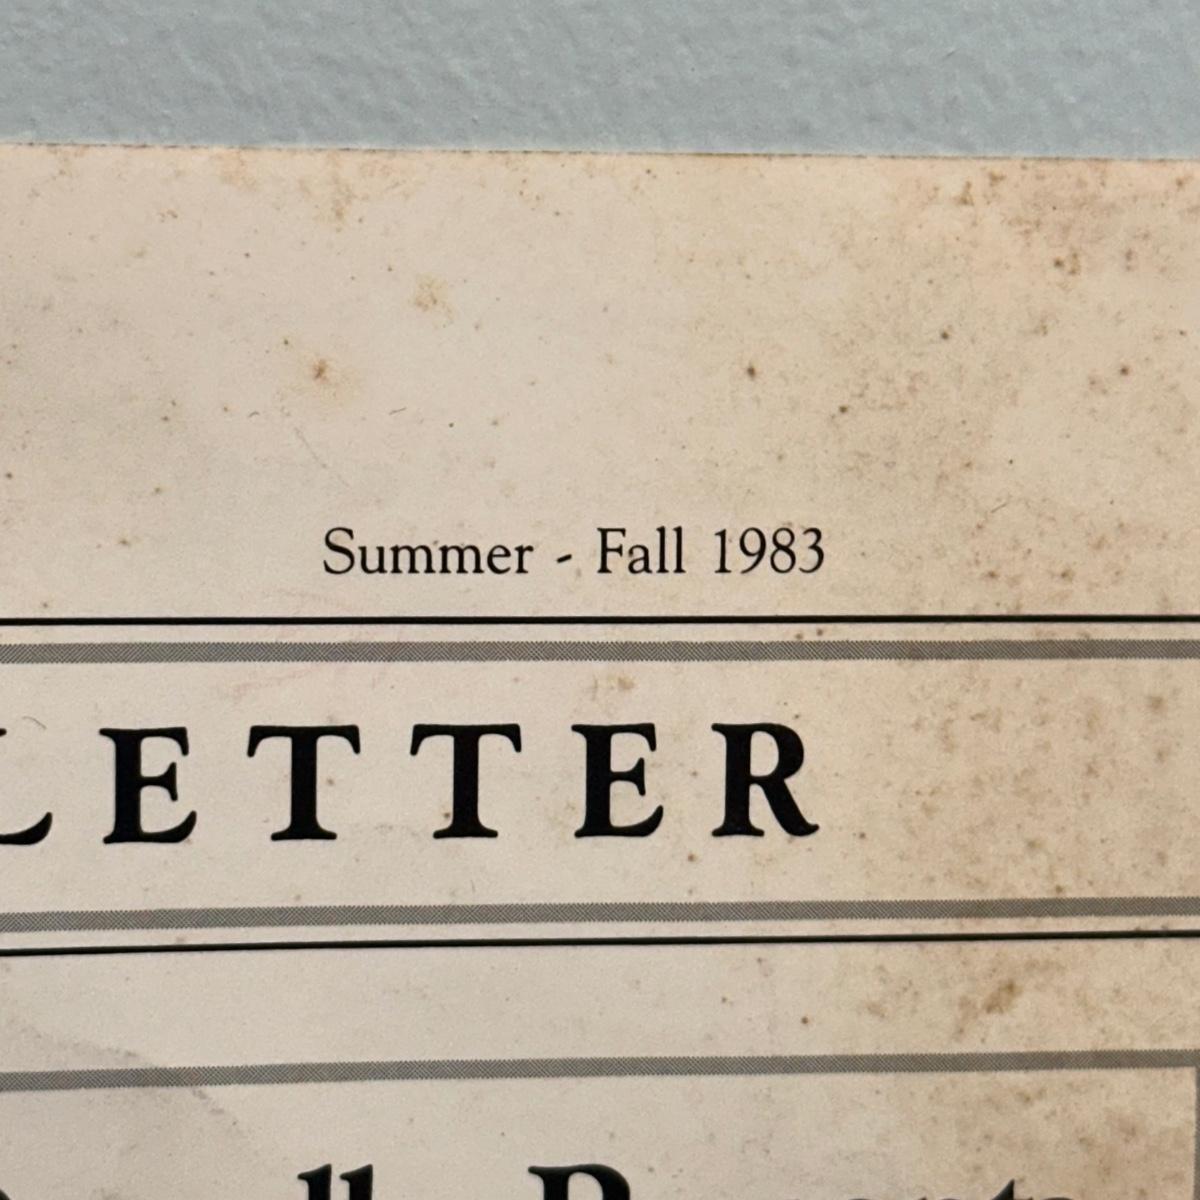 Summer - Fall 1983
LETTER